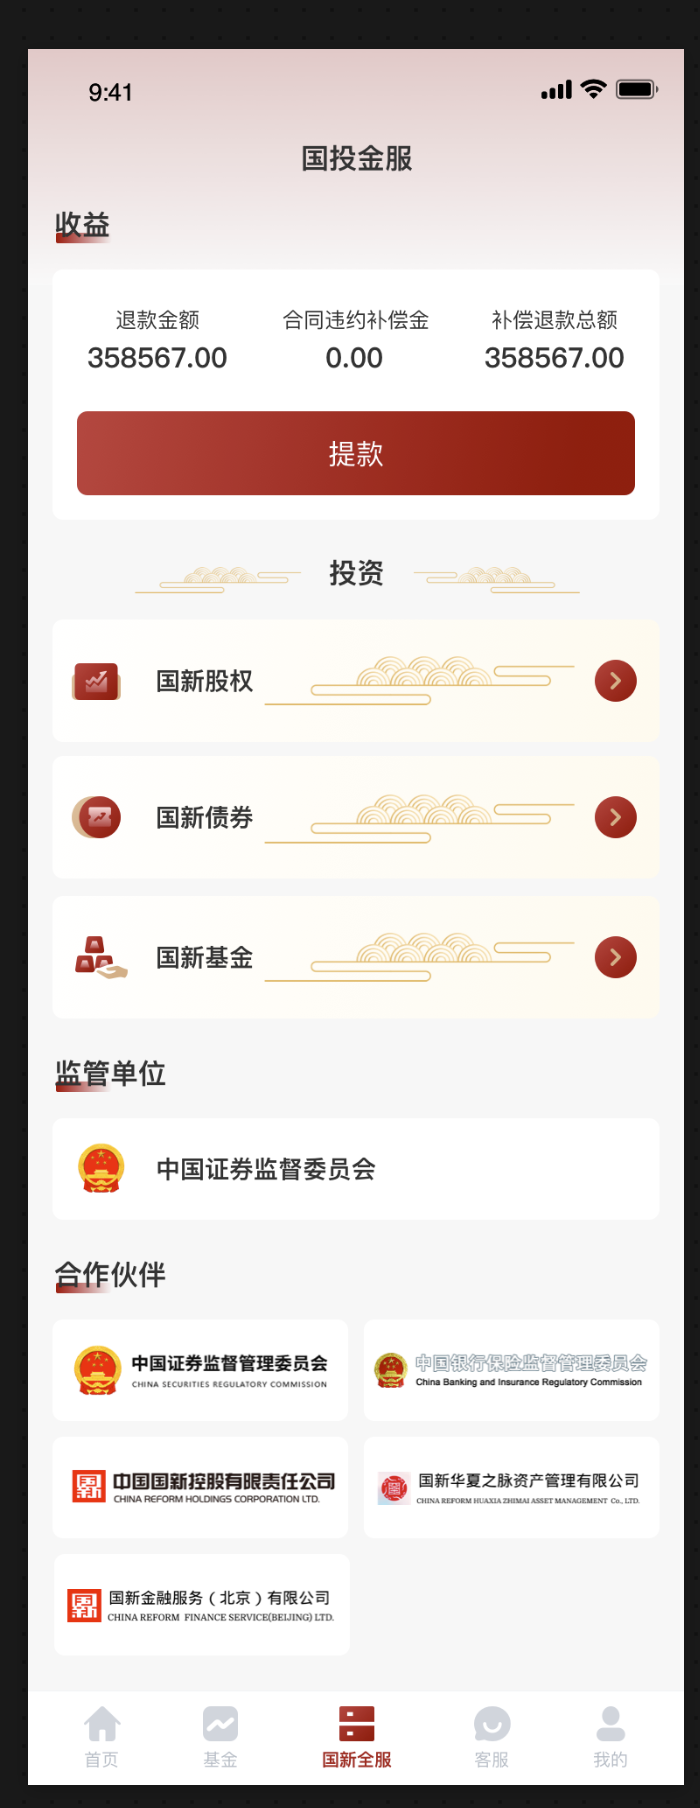 9:41
国投金服
收益
退款金额 合同违约补偿金 补偿退款总额
358567.00 0.00 358567.00
提款
投资
国新股权
国新债券
国新基金
监管单位
中国证券监督委员会
合作伙伴
中国证券监督管理委员会
CHINA SECURITIES REGULATORY COMMISSION
中国银行保险监督管理委员会
China Banking and Insurance Regulatory Commission
国新
中国国新控股有限责任公司
CHINA REFORM HOLDINGS CORPORATION LTD.
国新华夏之脉资产管理有限公司
CHINA REFORM HUAXIA ZHIMAI ASSET MANAGEMENT Co., LTD.
国新
国新金融服务（北京）有限公司
CHINA REFORM FINANCE SERVICE(BEIJING) LTD.
首页 基金 国新全服 客服 我的